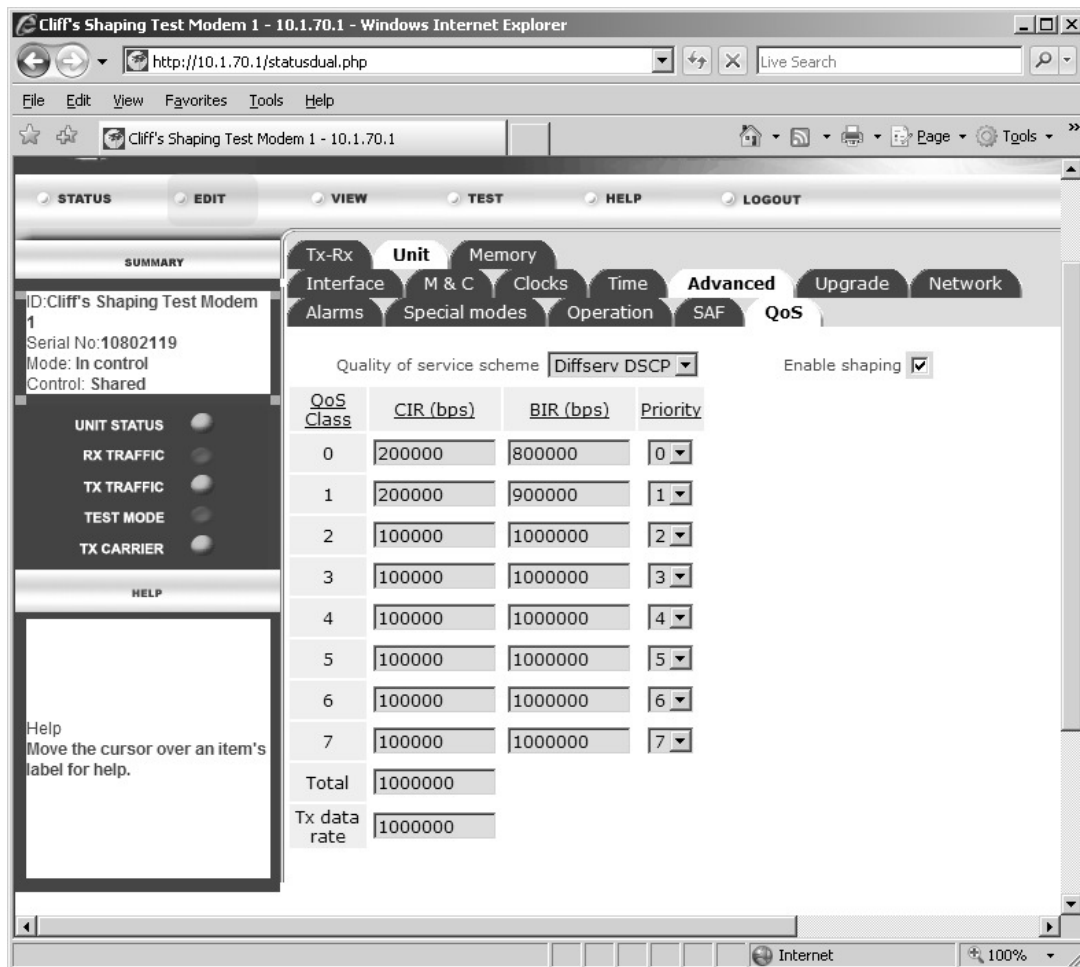 Cliff's Shaping Test Modem 1 - 10.1.70.1 - Windows Internet Explorer
http://10.1.70.1/statusdual.php
Live Search
File Edit View Favorites Tools Help
Cliff's Shaping Test Modem 1 - 10.1.70.1
Page Tools »
STATUS EDIT VIEW TEST HELP LOGOUT
SUMMARY
ID:Cliff's Shaping Test Modem
1
Serial No:10802119
Mode: In control
Control: Shared
UNIT STATUS
RX TRAFFIC
TX TRAFFIC
TEST MODE
TX CARRIER
HELP
Help
Move the cursor over an item's
label for help.
Tx-Rx Unit Memory
Interface M & C Clocks Time Advanced Upgrade Network
Alarms Special modes Operation SAF QoS
Quality of service scheme Diffserv DSCP Enable shaping
QoS Class CIR (bps) BIR (bps) Priority
0 200000 800000 0
1 200000 900000 1
2 100000 1000000 2
3 100000 1000000 3
4 100000 1000000 4
5 100000 1000000 5
6 100000 1000000 6
7 100000 1000000 7
Total 1000000
Tx data rate 1000000
Internet 100%